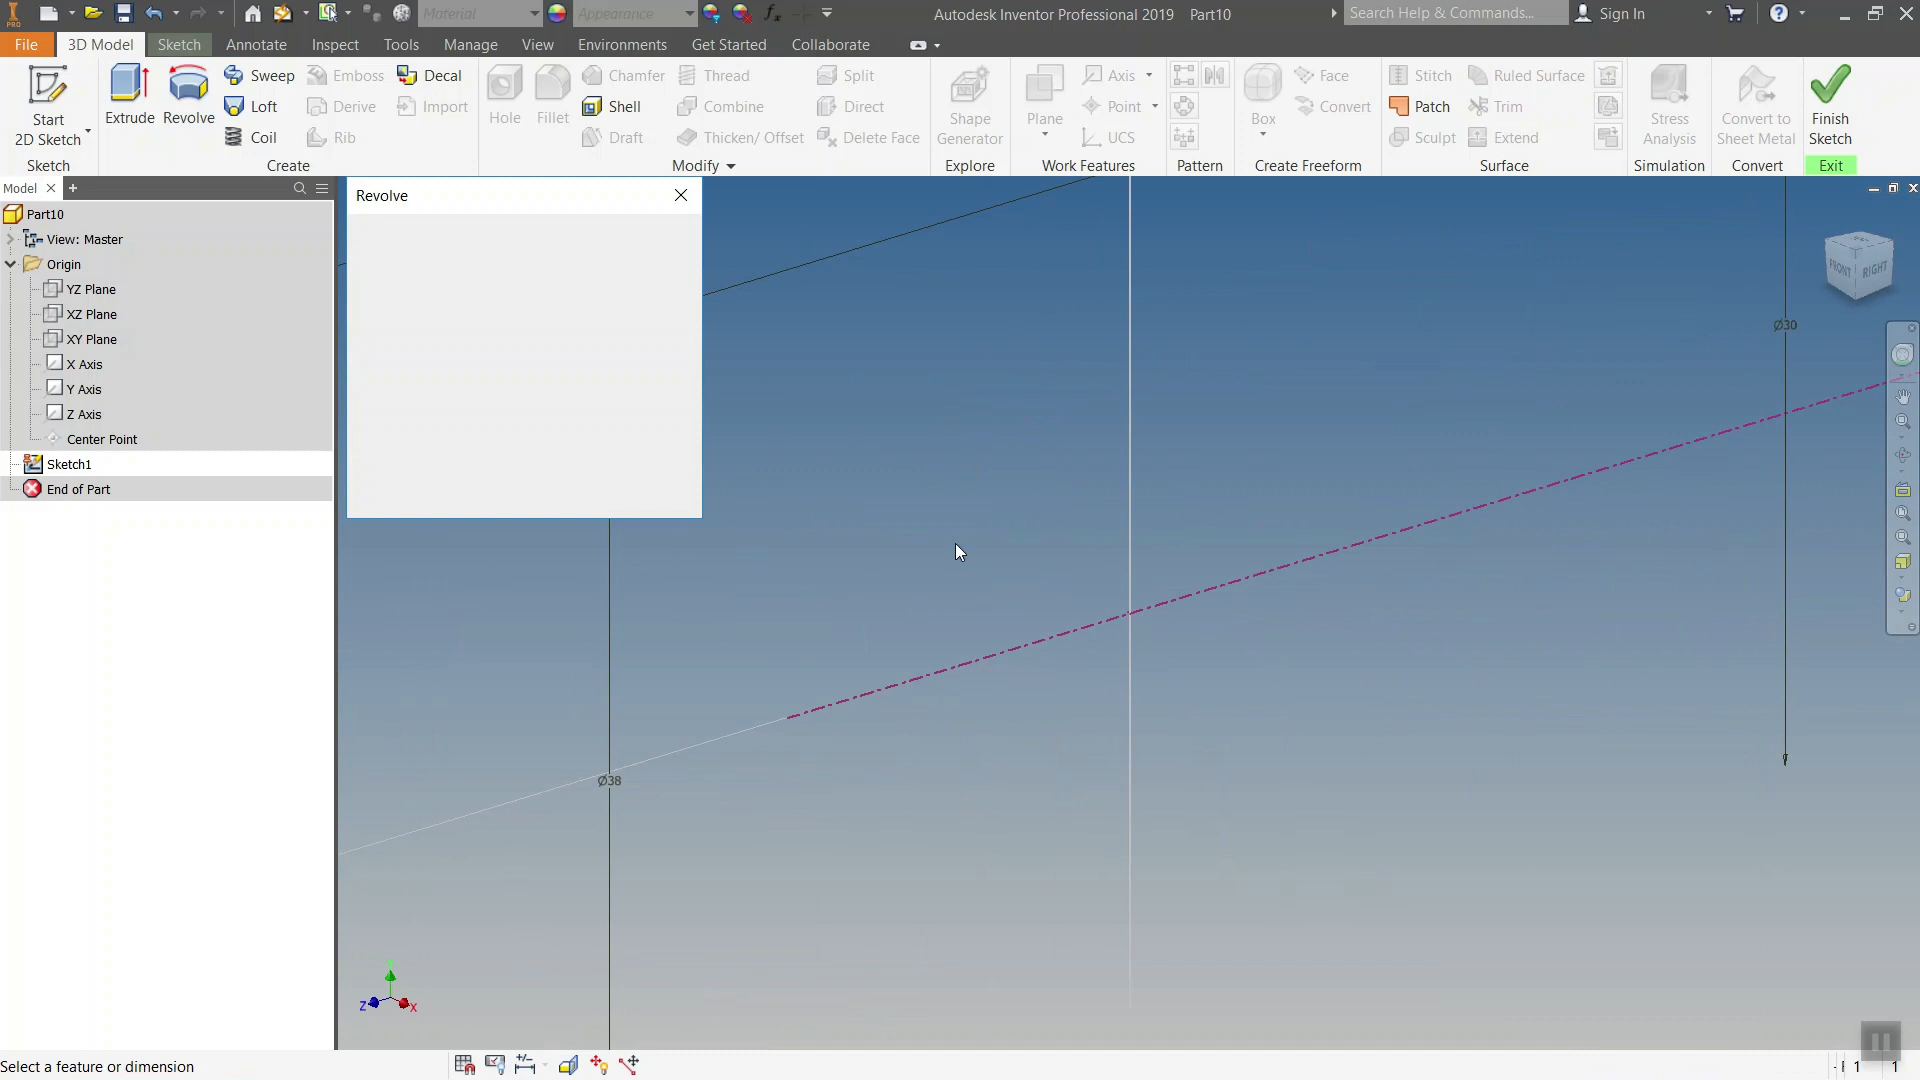 PRO Material Appearance fx Autodesk Inventor Professional 2019 Part10 Search Help & Commands... Sign In
File 3D Model Sketch Annotate Inspect Tools Manage View Environments Get Started Collaborate
Start 2D Sketch Extrude Revolve Sweep Loft Coil Emboss Derive Rib Decal Import
Hole Fillet Chamfer Shell Draft Thread Combine Thicken/ Offset Split Direct Delete Face
Shape Generator Plane Axis Point UCS Box Face Convert
Stitch Patch Sculpt Ruled Surface Trim Extend Stress Analysis Convert to Sheet Metal Finish Sketch
Sketch Create Modify Explore Work Features Pattern Create Freeform Surface Simulation Convert Exit
Model
Revolve
Part10
View: Master
Origin
YZ Plane
XZ Plane
XY Plane
X Axis
Y Axis
Z Axis
Center Point
Sketch1
End of Part
FRONT RIGHT
Ø30
Ø38
Z X
Select a feature or dimension
1 1